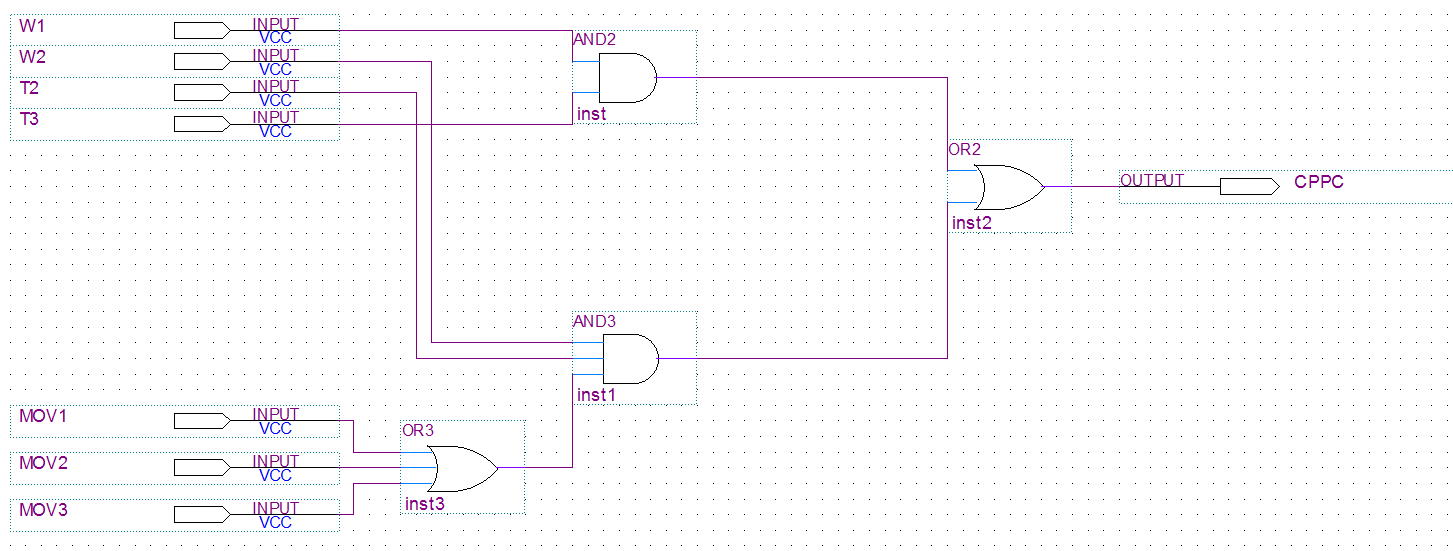 W1 INPUT
VCC
W2 INPUT
VCC
T2 INPUT
VCC
T3 INPUT
VCC
AND2
inst
OR2
inst2
OUTPUT CPPC
AND3
inst1
MOV1 INPUT
VCC
MOV2 INPUT
VCC
MOV3 INPUT
VCC
OR3
inst3